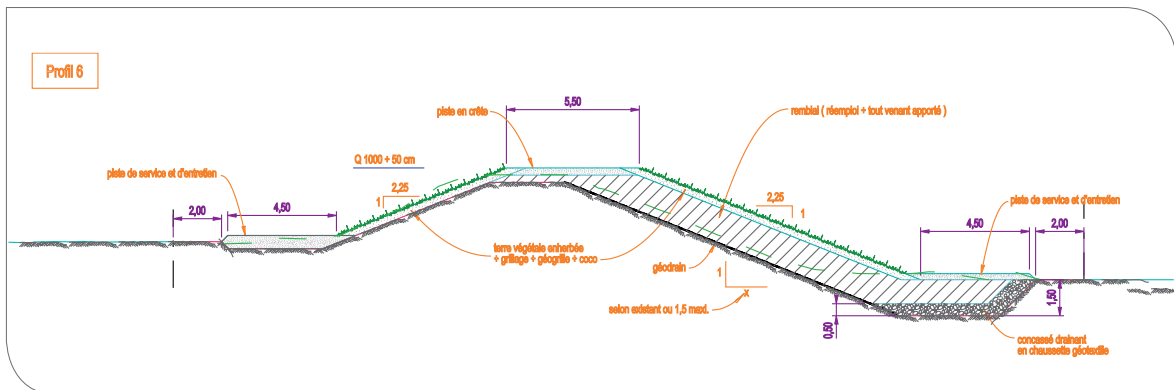 Profil 6
5,50
piste en crête
remblai ( réemploi + tout venant apporté )
Q 1000 + 50 cm
piste de service et d'entretien
2,25
1
2,25
1
piste de service et d'entretien
2,00
4,50
4,50
2,00
terre végétale enherbée
+ grillage + géogrille + coco
géodrain
1
x
selon existant ou 1,5 maxi.
0,50
1,50
concassé drainant
en chaussette géotextile